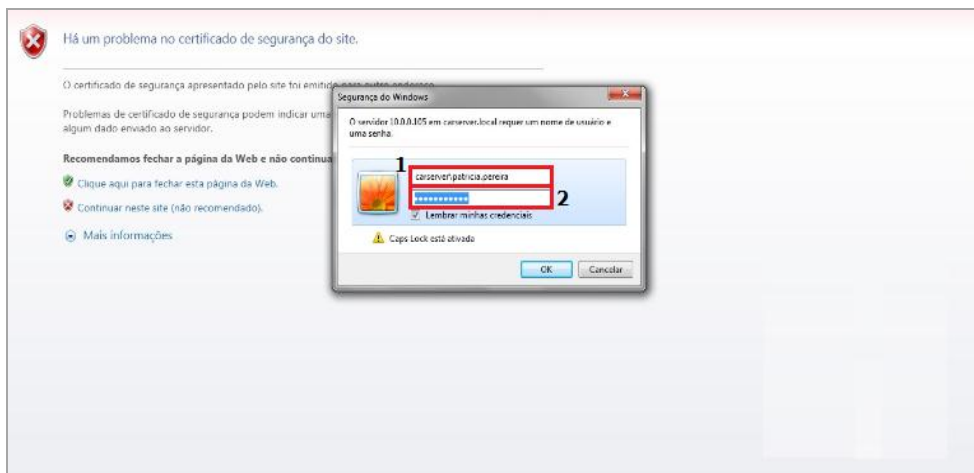 Há um problema no certificado de segurança do site.
O certificado de segurança apresentado pelo site foi emitido para outro endereço.
Problemas de certificado de segurança podem indicar uma
algum dado enviado ao servidor.
Recomendamos fechar a página da Web e não continua
Clique aqui para fechar esta página da Web.
Continuar neste site (não recomendado).
Mais informações
Segurança do Windows
O servidor 10.0.0.105 em carserver.local requer um nome de usuário e
uma senha.
1
carserver\patricia.pereira
2
Lembrar minhas credenciais
Caps Lock está ativada
OK
Cancelar